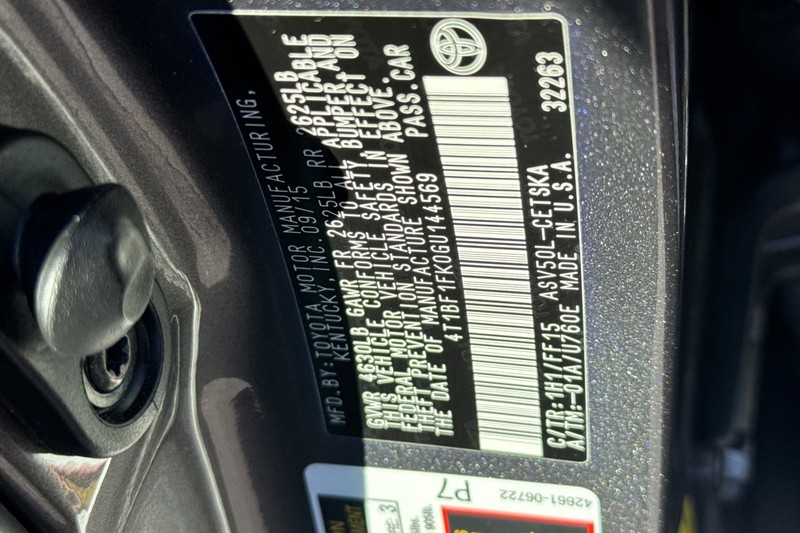 MFD. BY: TOYOTA MOTOR MANUFACTURING,
KENTUCKY, INC. 09/15
GVWR 4630LB GAWR FR 2625LB RR 2625LB
THIS VEHICLE CONFORMS TO ALL APPLICABLE
FEDERAL MOTOR VEHICLE SAFETY, BUMPER, AND
THEFT PREVENTION STANDARDS IN EFFECT ON
THE DATE OF MANUFACTURE SHOWN ABOVE.
4T1BF1FK0GU144569 PASS.CAR
C/TR:1H1/FF15 ASV50L-CETSKA
A/TM:-01A/U760E MADE IN U.S.A. 32263
P7
42661-06722